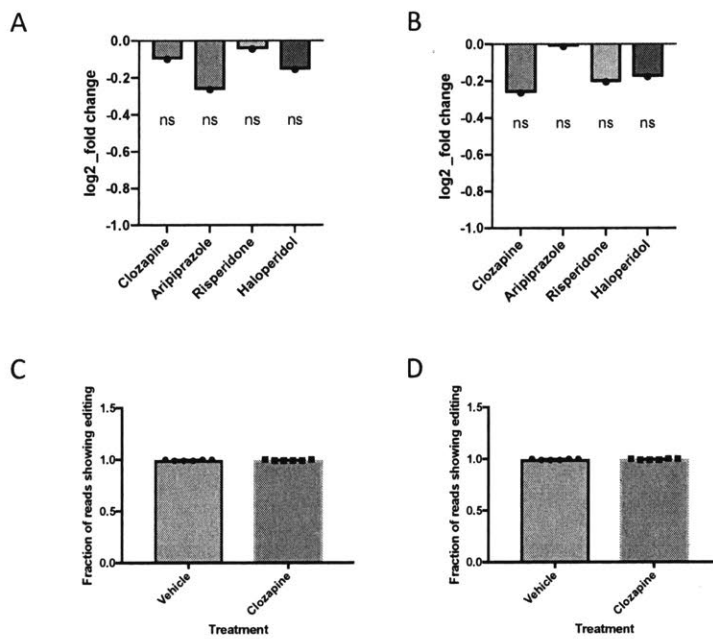 A
log2_fold change
0.0
-0.2
-0.4
-0.6
-0.8
-1.0
ns ns ns ns
Clozapine
Aripiprazole
Risperidone
Haloperidol
B
log2_fold change
0.0
-0.2
-0.4
-0.6
-0.8
-1.0
ns ns ns ns
Clozapine
Aripiprazole
Risperidone
Haloperidol
C
Fraction of reads showing editing
1.5
1.0
0.5
0.0
Vehicle
Clozapine
Treatment
D
Fraction of reads showing editing
1.5
1.0
0.5
0.0
Vehicle
Clozapine
Treatment